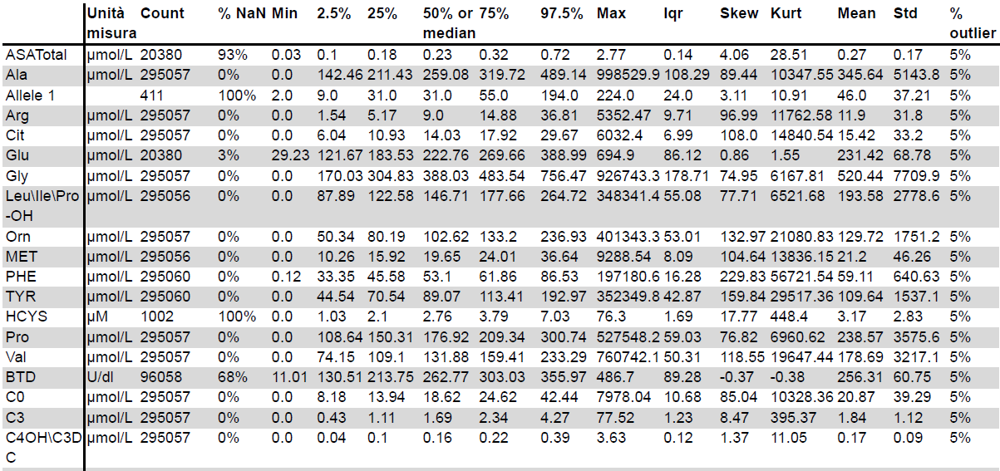 Unità misura Count % NaN Min 2.5% 25% 50% or median 75% 97.5% Max Iqr Skew Kurt Mean Std % outlier
ASATotal µmol/L 20380 93% 0.03 0.1 0.18 0.23 0.32 0.72 2.77 0.14 4.06 28.51 0.27 0.17 5%
Ala µmol/L 295057 0% 0.0 142.46 211.43 259.08 319.72 489.14 998529.9 108.29 89.44 10347.55 345.64 5143.8 5%
Allele 1 411 100% 2.0 9.0 31.0 31.0 55.0 194.0 224.0 24.0 3.11 10.91 46.0 37.21 5%
Arg µmol/L 295057 0% 0.0 1.54 5.17 9.0 14.88 36.81 5352.47 9.71 96.99 11762.58 11.9 31.8 5%
Cit µmol/L 295057 0% 0.0 6.04 10.93 14.03 17.92 29.67 6032.4 6.99 108.0 14840.54 15.42 33.2 5%
Glu µmol/L 20380 3% 29.23 121.67 183.53 222.76 269.66 388.99 694.9 86.12 0.86 1.55 231.42 68.78 5%
Gly µmol/L 295057 0% 0.0 170.03 304.83 388.03 483.54 756.47 926743.3 178.71 74.95 6167.81 520.44 7709.9 5%
Leu\Ile\Pro-OH µmol/L 295056 0% 0.0 87.89 122.58 146.71 177.66 264.72 348341.4 55.08 77.71 6521.68 193.58 2778.6 5%
Orn µmol/L 295057 0% 0.0 50.34 80.19 102.62 133.2 236.93 401343.3 53.01 132.97 21080.83 129.72 1751.2 5%
MET µmol/L 295056 0% 0.0 10.26 15.92 19.65 24.01 36.64 9288.54 8.09 104.64 13836.15 21.2 46.26 5%
PHE µmol/L 295060 0% 0.12 33.35 45.58 53.1 61.86 86.53 197180.6 16.28 229.83 56721.54 59.11 640.63 5%
TYR µmol/L 295060 0% 0.0 44.54 70.54 89.07 113.41 192.97 352349.8 42.87 159.84 29517.36 109.64 1537.1 5%
HCYS µM 1002 100% 0.0 1.03 2.1 2.76 3.79 7.03 76.3 1.69 17.77 448.4 3.17 2.83 5%
Pro µmol/L 295057 0% 0.0 108.64 150.31 176.92 209.34 300.74 527548.2 59.03 76.82 6960.62 238.57 3575.6 5%
Val µmol/L 295057 0% 0.0 74.15 109.1 131.88 159.41 233.29 760742.1 50.31 118.55 19647.44 178.69 3217.1 5%
BTD U/dl 96058 68% 11.01 130.51 213.75 262.77 303.03 355.97 486.7 89.28 -0.37 -0.38 256.31 60.75 5%
C0 µmol/L 295057 0% 0.0 8.18 13.94 18.62 24.62 42.44 7978.04 10.68 85.04 10328.36 20.87 39.29 5%
C3 µmol/L 295057 0% 0.0 0.43 1.11 1.69 2.34 4.27 77.52 1.23 8.47 395.37 1.84 1.12 5%
C4OH\C3DC µmol/L 295057 0% 0.0 0.04 0.1 0.16 0.22 0.39 3.63 0.12 1.37 11.05 0.17 0.09 5%